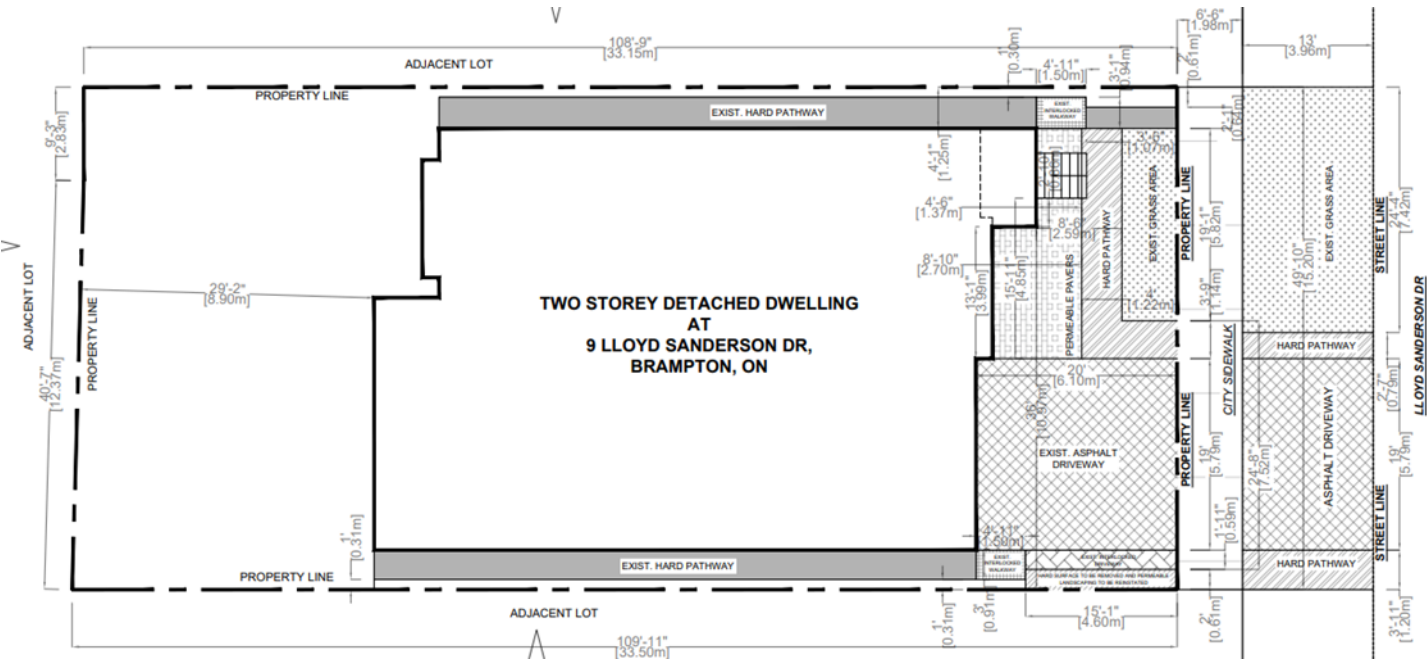 6'-6"
[1.98m]
108'-9"
[33.15m]
13'
[3.96m]
1'
[0.30m]
2'
[0.61m]
4'-11"
[1.50m]
3'-1"
[0.94m]
ADJACENT LOT
PROPERTY LINE
EXIST. HARD PATHWAY
EXIST.
INTERLOCKED
WALKWAY
2'-1"
[0.64m]
9'-3"
[2.83m]
4'-1"
[1.25m]
3'-6"
[1.07m]
4'-6"
[1.37m]
8'-6"
[2.59m]
HARD PATHWAY
EXIST. GRASS AREA
PROPERTY LINE
19'-1"
[5.82m]
EXIST. GRASS AREA
STREET LINE
24'-4"
[7.42m]
49'-10"
[15.20m]
ADJACENT LOT
PROPERTY LINE
29'-2"
[8.90m]
8'-10"
[2.70m]
13'-1"
[3.99m]
15'-11"
[4.85m]
PERMEABLE PAVERS
4'
[1.22m]
3'-9"
[1.14m]
TWO STOREY DETACHED DWELLING
AT
9 LLOYD SANDERSON DR,
BRAMPTON, ON
LLOYD SANDERSON DR
CITY SIDEWALK
HARD PATHWAY
2'-7"
[0.79m]
40'-7"
[12.37m]
20'
[6.10m]
36'
[10.97m]
EXIST. ASPHALT
DRIVEWAY
PROPERTY LINE
19'
[5.79m]
24'-8"
[7.52m]
ASPHALT DRIVEWAY
19'
[5.79m]
STREET LINE
1'
[0.31m]
4'-11"
[1.50m]
1'-11"
[0.59m]
EXIST. HARD PATHWAY
EXIST.
INTERLOCKED
WALKWAY
EXIST. INTERLOCKED
DRIVEWAY
HARD SURFACE TO BE REMOVED AND PERMEABLE
LANDSCAPING TO BE REINSTATED
HARD PATHWAY
PROPERTY LINE
ADJACENT LOT
1'
[0.31m]
3'
[0.91m]
15'-1"
[4.60m]
2'
[0.61m]
3'-11"
[1.20m]
109'-11"
[33.50m]